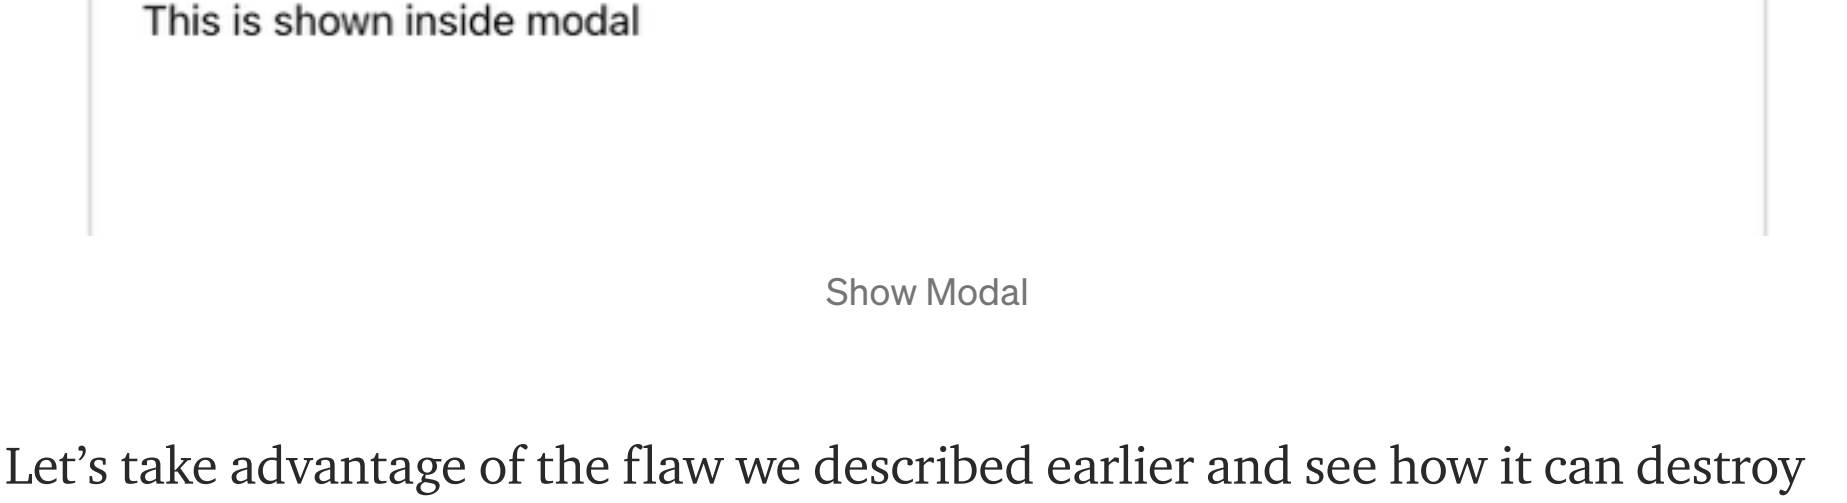 This is shown inside modal
Show Modal
Let’s take advantage of the flaw we described earlier and see how it can destroy